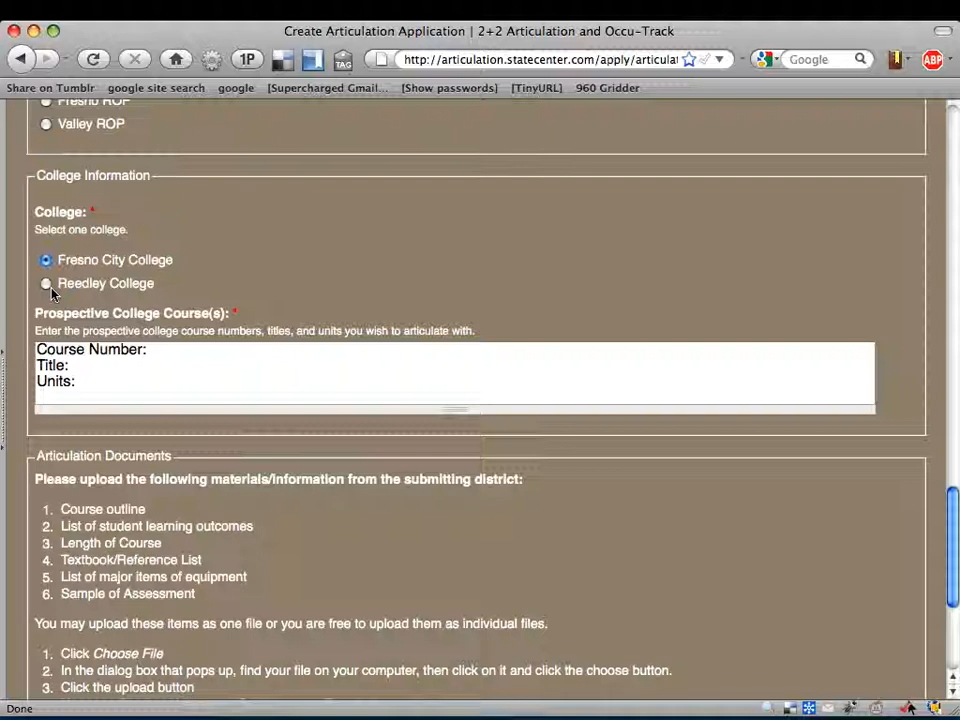 Create Articulation Application | 2+2 Articulation and Occu-Track
1P
TAG
http://articulation.statecenter.com/apply/articulat
Google
ABP
Share on Tumblr google site search google [Supercharged Gmail... [Show passwords] [TinyURL] 960 Gridder
Fresno ROP
Valley ROP
College Information
College: *
Select one college.
Fresno City College
Reedley College
Prospective College Course(s): *
Enter the prospective college course numbers, titles, and units you wish to articulate with.
Course Number:
Title:
Units:
Articulation Documents
Please upload the following materials/information from the submitting district:
1. Course outline
2. List of student learning outcomes
3. Length of Course
4. Textbook/Reference List
5. List of major items of equipment
6. Sample of Assessment
You may upload these items as one file or you are free to upload them as individual files.
1. Click Choose File
2. In the dialog box that pops up, find your file on your computer, then click on it and click the choose button.
3. Click the upload button
Done